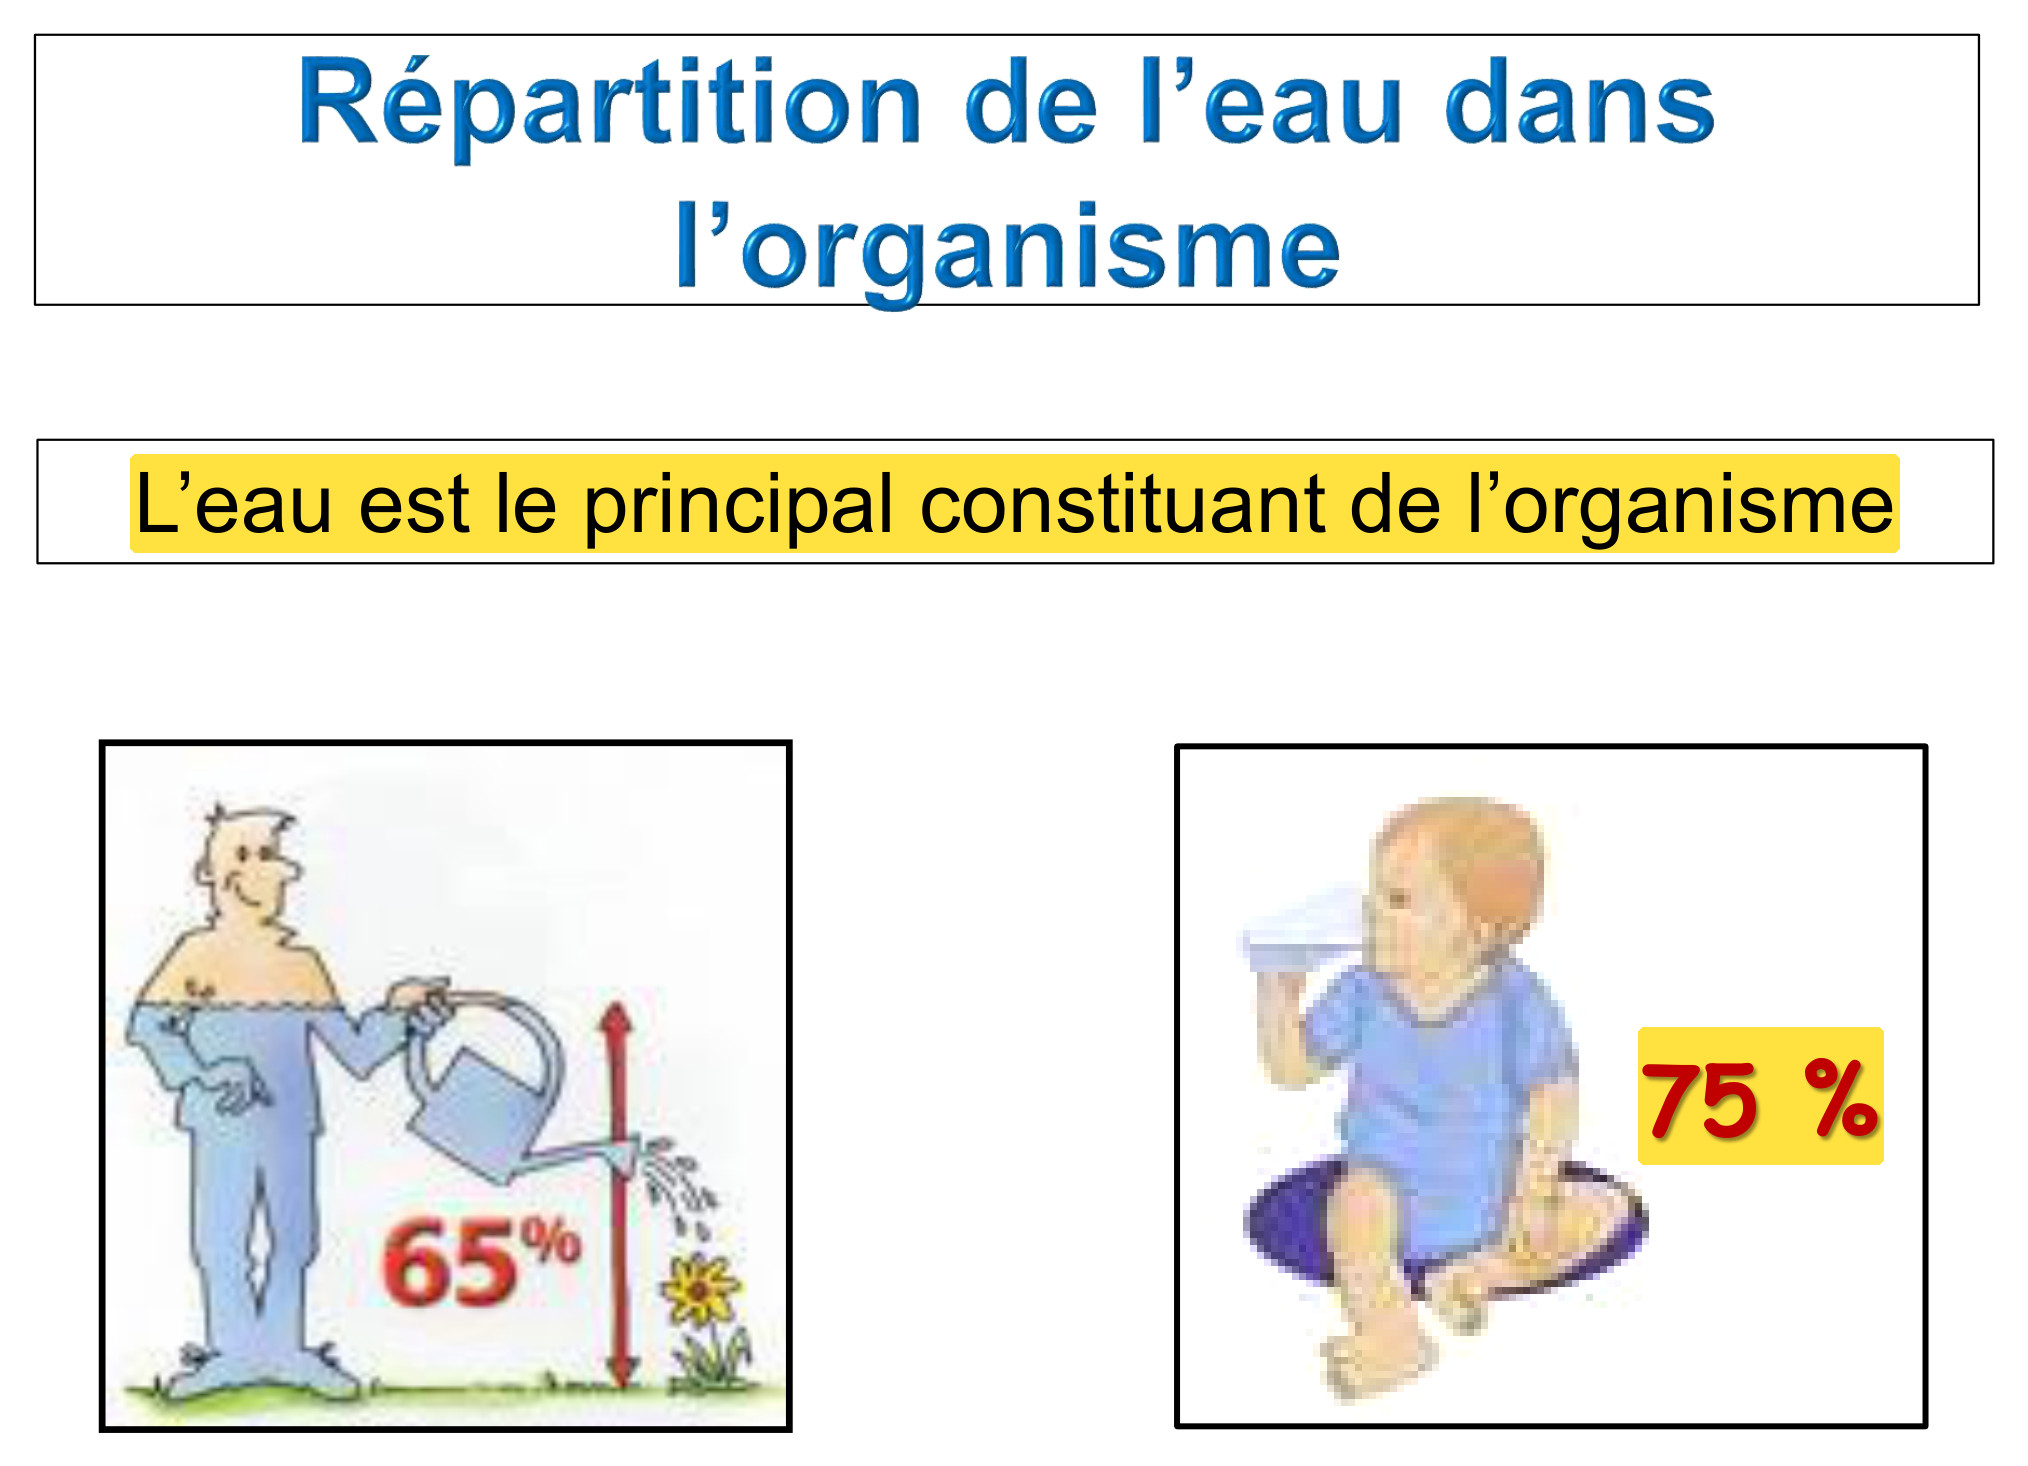 Répartition de l’eau dans
l’organisme
L’eau est le principal constituant de l’organisme
65%
75 %